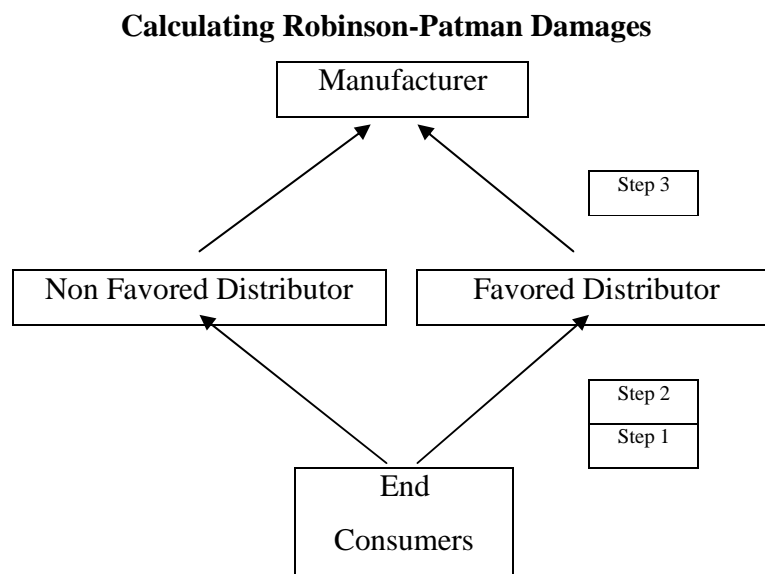 Calculating Robinson-Patman Damages
Manufacturer
Step 3
Non Favored Distributor
Favored Distributor
Step 2
Step 1
End
Consumers